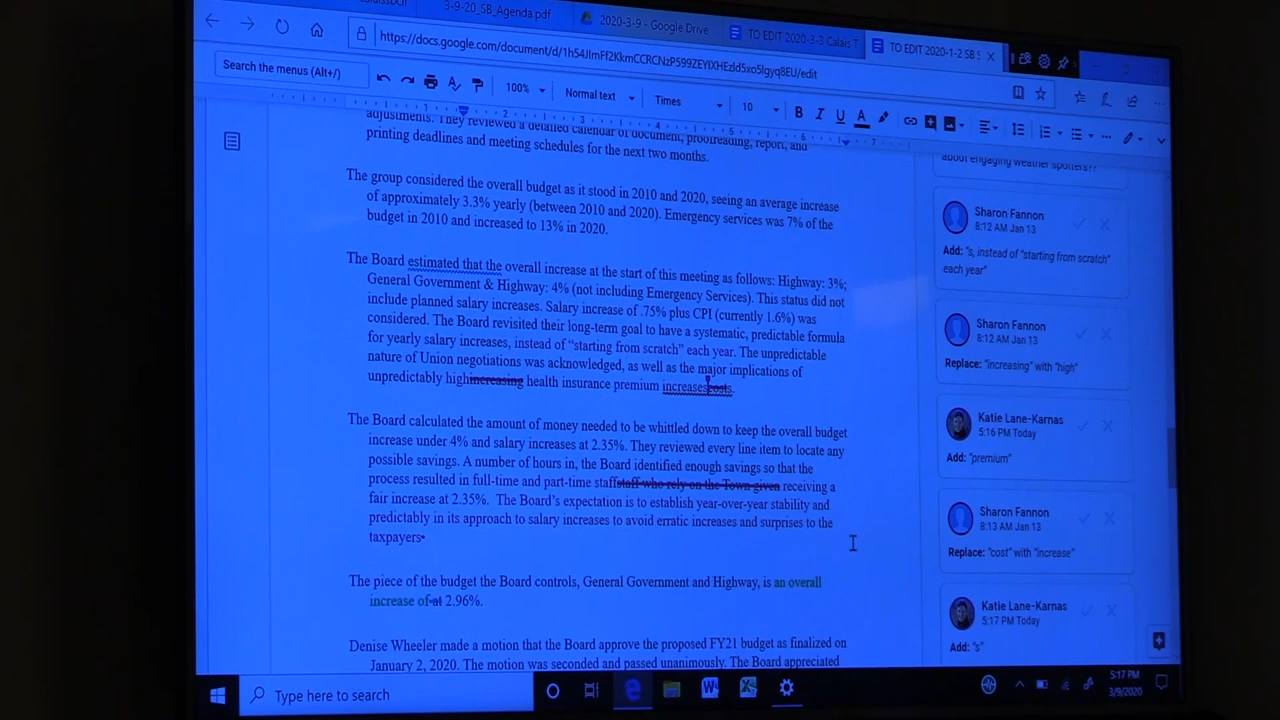 3-9-20_SB_Agenda.pdf
2020-3-9 - Google Drive
TO EDIT 2020-3-3 Calais T
TO EDIT 2020-1-2 SB S
https://docs.google.com/document/d/1h54JImFf2KkmCCRCNzP599ZEYIXHEzld5xo5lgyq8EU/edit
Search the menus (Alt+/)
100%
Normal text
Times
10
B I U A
adjustments. They reviewed a detailed calendar of document, proofreading, report, and
printing deadlines and meeting schedules for the next two months.
The group considered the overall budget as it stood in 2010 and 2020, seeing an average increase
of approximately 3.3% yearly (between 2010 and 2020). Emergency services was 7% of the
budget in 2010 and increased to 13% in 2020.
The Board estimated that the overall increase at the start of this meeting as follows: Highway: 3%;
General Government & Highway: 4% (not including Emergency Services). This status did not
include planned salary increases. Salary increase of .75% plus CPI (currently 1.6%) was
considered. The Board revisited their long-term goal to have a systematic, predictable formula
for yearly salary increases, instead of “starting from scratch” each year. The unpredictable
nature of Union negotiations was acknowledged, as well as the major implications of
unpredictably highincreasing health insurance premium increasescosts.
The Board calculated the amount of money needed to be whittled down to keep the overall budget
increase under 4% and salary increases at 2.35%. They reviewed every line item to locate any
possible savings. A number of hours in, the Board identified enough savings so that the
process resulted in full-time and part-time staffstaff who rely on the Town given receiving a
fair increase at 2.35%. The Board’s expectation is to establish year-over-year stability and
predictably in its approach to salary increases to avoid erratic increases and surprises to the
taxpayers
The piece of the budget the Board controls, General Government and Highway, is an overall
increase of at 2.96%.
Denise Wheeler made a motion that the Board approve the proposed FY21 budget as finalized on
January 2, 2020. The motion was seconded and passed unanimously. The Board appreciated
about engaging weather spotters??
Sharon Fannon
8:12 AM Jan 13
Add: “s, instead of “starting from scratch”
each year”
Sharon Fannon
8:12 AM Jan 13
Replace: “increasing” with “high”
Katie Lane-Karnas
5:16 PM Today
Add: “premium”
Sharon Fannon
8:13 AM Jan 13
Replace: “cost” with “increase”
Katie Lane-Karnas
5:17 PM Today
Add: “s”
Type here to search
5:17 PM
3/9/2020